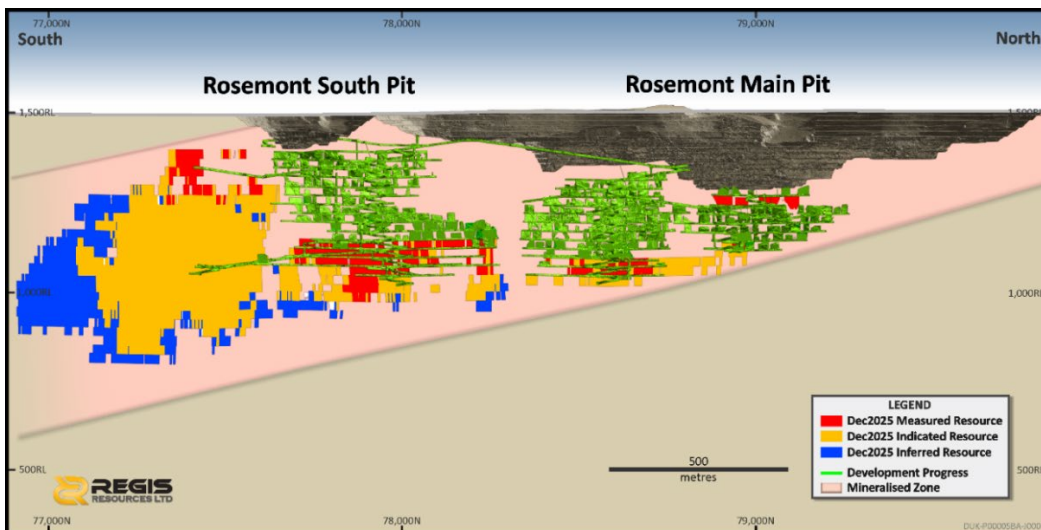 77,000N 78,000N 79,000N
South North
Rosemont South Pit Rosemont Main Pit
1,500RL 1,500RL
1,000RL 1,000RL
LEGEND
Dec2025 Measured Resource
Dec2025 Indicated Resource
Dec2025 Inferred Resource
Development Progress
Mineralised Zone
500
metres
500RL 500RL
REGIS
RESOURCES LTD
77,000N 78,000N 79,000N